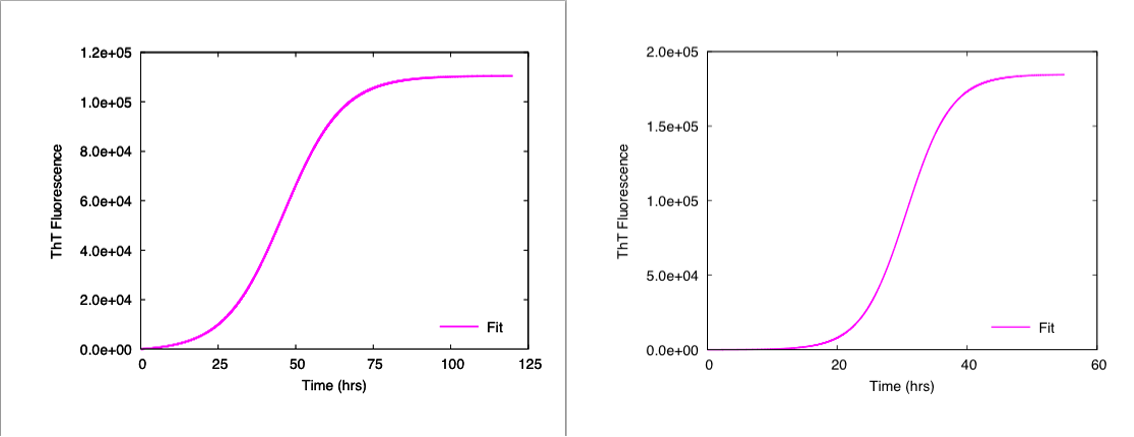 1.2e+05
1.0e+05
8.0e+04
6.0e+04
4.0e+04
2.0e+04
0.0e+00
ThT Fluorescence
0 25 50 75 100 125
Time (hrs)
Fit
2.0e+05
1.5e+05
1.0e+05
5.0e+04
0.0e+00
ThT Fluorescence
0 20 40 60
Time (hrs)
Fit